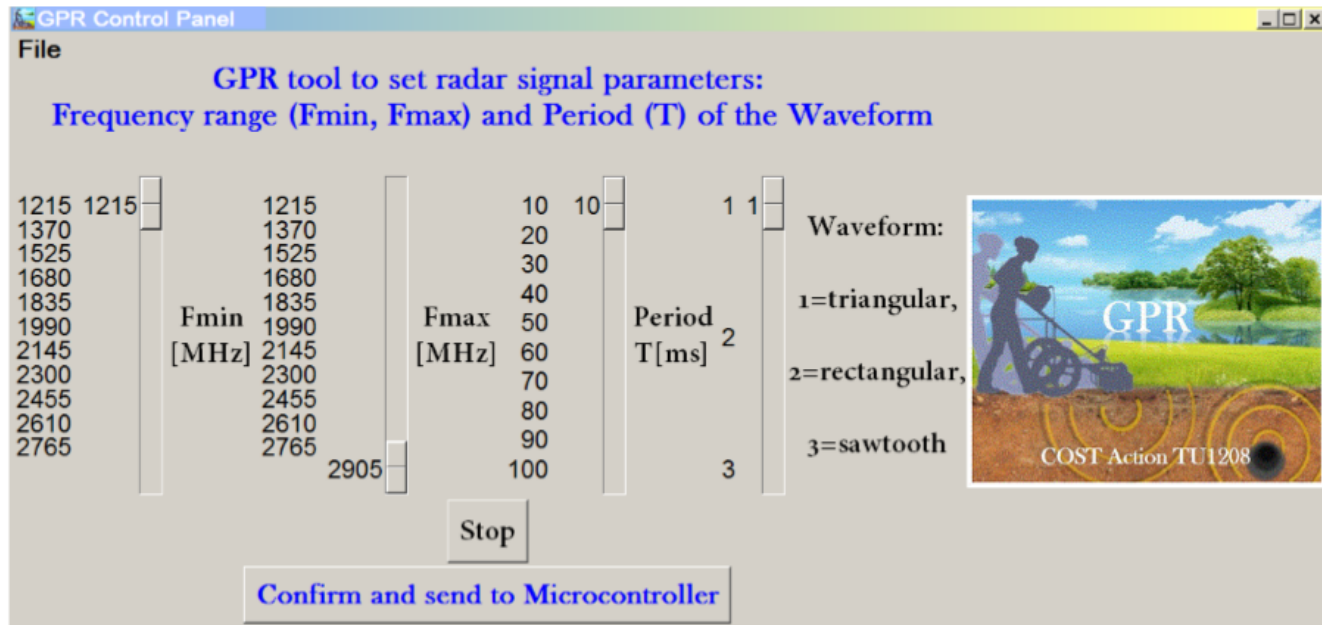 GPR Control Panel
File
GPR tool to set radar signal parameters:
Frequency range (Fmin, Fmax) and Period (T) of the Waveform
1215
1370
1525
1680
1835
1990
2145
2300
2455
2610
2765
1215
Fmin
[MHz]
1215
1370
1525
1680
1835
1990
2145
2300
2455
2610
2765
2905
Fmax
[MHz]
10
20
30
40
50
60
70
80
90
100
10
Period
T[ms]
1
2
3
1
Waveform:
1=triangular,
2=rectangular,
3=sawtooth
GPR
COST Action TU1208
Stop
Confirm and send to Microcontroller